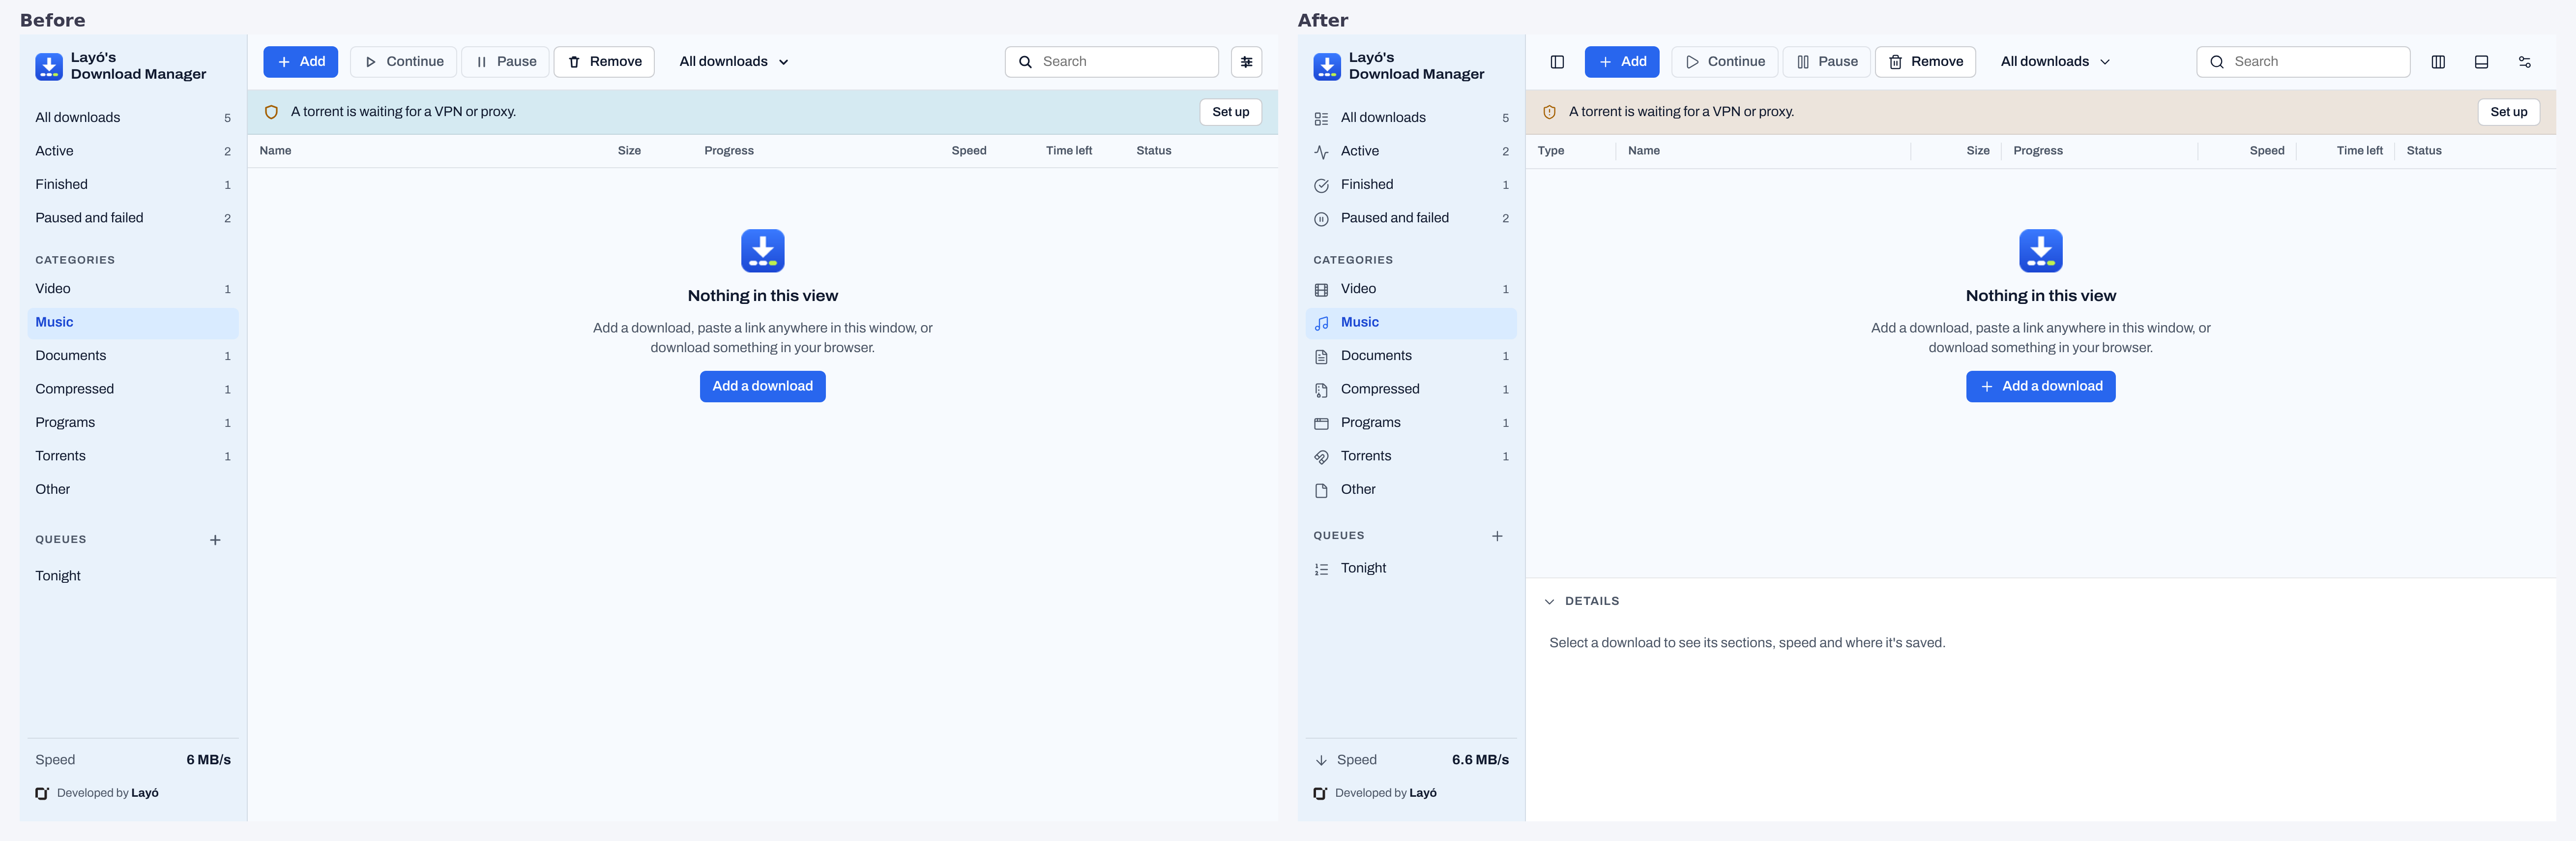 Before
Layó's
Download Manager
Add
Continue
Pause
Remove
All downloads
Search
A torrent is waiting for a VPN or proxy.
Set up
All downloads 5
Active 2
Finished 1
Paused and failed 2
CATEGORIES
Video 1
Music
Documents 1
Compressed 1
Programs 1
Torrents 1
Other
QUEUES
Tonight
Speed 6 MB/s
Developed by Layó
Name Size Progress Speed Time left Status
Nothing in this view
Add a download, paste a link anywhere in this window, or
download something in your browser.
Add a download
After
Layó's
Download Manager
Add
Continue
Pause
Remove
All downloads
Search
A torrent is waiting for a VPN or proxy.
Set up
All downloads 5
Active 2
Finished 1
Paused and failed 2
CATEGORIES
Video 1
Music
Documents 1
Compressed 1
Programs 1
Torrents 1
Other
QUEUES
Tonight
Speed 6.6 MB/s
Developed by Layó
Type Name Size Progress Speed Time left Status
Nothing in this view
Add a download, paste a link anywhere in this window, or
download something in your browser.
Add a download
DETAILS
Select a download to see its sections, speed and where it's saved.